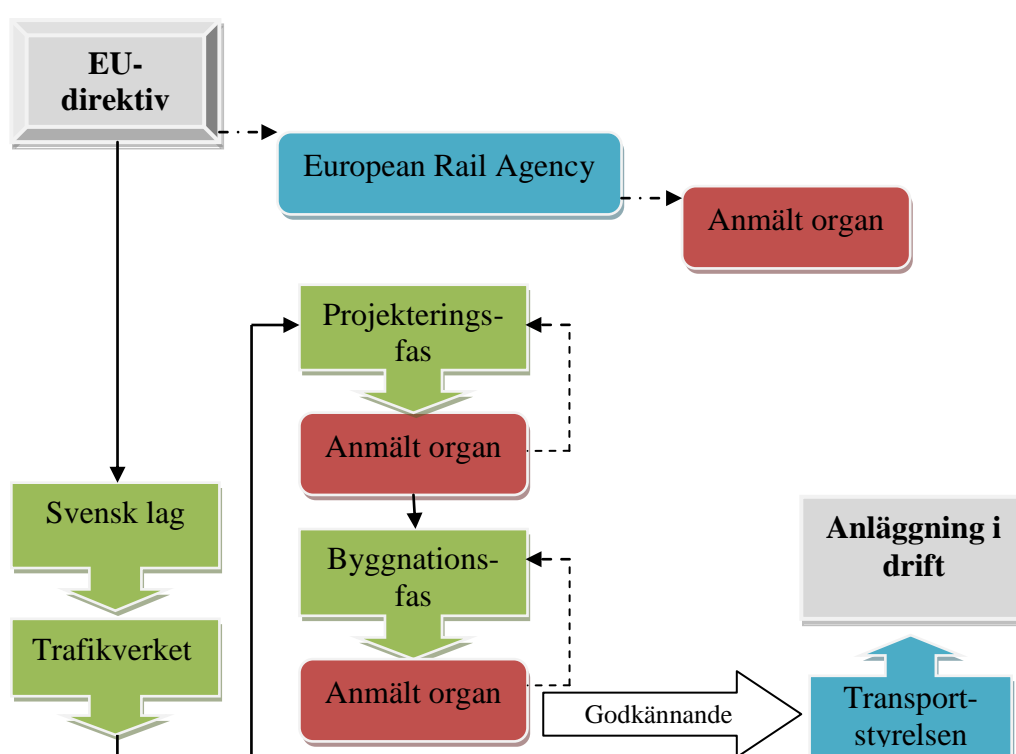 EU-
direktiv
European Rail Agency
Anmält organ
Projekterings-
fas
Anmält organ
Svensk lag
Byggnations-
fas
Anläggning i
drift
Trafikverket
Anmält organ
Godkännande
Transport-
styrelsen